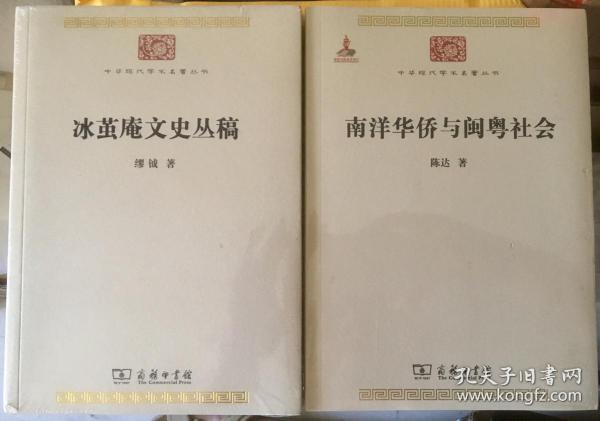 中华现代学术名著丛书
冰茧庵文史丛稿
缪钺 著
商务印书馆
The Commercial Press
中华现代学术名著丛书
南洋华侨与闽粤社会
陈达 著
商务印书馆
The Commercial Press
孔夫子旧书网
www.kongfz.com